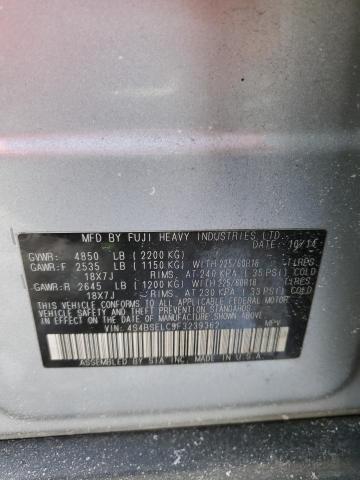 MFD BY FUJI HEAVY INDUSTRIES LTD.
DATE: 10/14
GVWR: 4850 LB (2200 KG)
GAWR:F 2535 LB (1150 KG) WITH 225/60R18 TIRES
18X7J RIMS, AT 240 KPA (35 PSI) COLD
GAWR:R 2645 LB (1200 KG) WITH 225/60R18 TIRES
18X7J RIMS, AT 230 KPA (33 PSI) COLD
THIS VEHICLE CONFORMS TO ALL APPLICABLE
FEDERAL MOTOR VEHICLE SAFETY AND THEFT PREVENTION
STANDARDS IN EFFECT ON THE DATE OF MANUFACTURE SHOWN ABOVE.
VIN: 4S4BSELC9F3239362 MPV
ASSEMBLED BY SIA INC. MADE IN U.S.A.